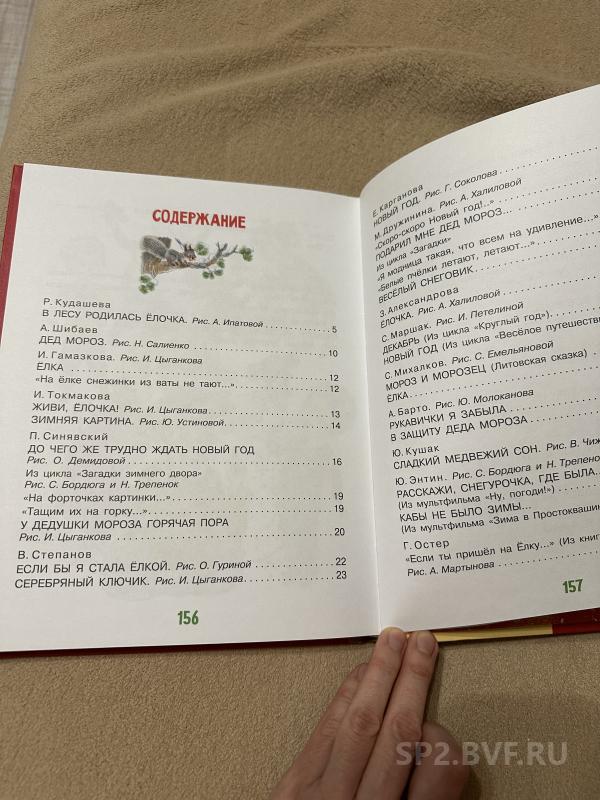 СОДЕРЖАНИЕ
Р. Кудашева
В ЛЕСУ РОДИЛАСЬ ЁЛОЧКА. Рис. А. Ипатовой 5
А. Шибаев
ДЕД МОРОЗ. Рис. Н. Салиенко 10
И. Гамазкова. Рис. И. Цыганкова
ЁЛКА 12
«На ёлке снежинки из ваты не тают...» 12
И. Токмакова
ЖИВИ, ЁЛОЧКА! Рис. И. Цыганкова 13
ЗИМНЯЯ КАРТИНА. Рис. Ю. Устиновой 14
П. Синявский
ДО ЧЕГО ЖЕ ТРУДНО ЖДАТЬ НОВЫЙ ГОД
Рис. О. Демидовой 16
Из цикла «Загадки зимнего двора»
Рис. С. Бордюга и Н. Трепенок
«На форточках картинки...» 19
«Тащим их на горку...» 19
У ДЕДУШКИ МОРОЗА ГОРЯЧАЯ ПОРА
Рис. И. Цыганкова 20
В. Степанов
ЕСЛИ БЫ Я СТАЛА ЁЛКОЙ. Рис. О. Гуриной 22
СЕРЕБРЯНЫЙ КЛЮЧИК. Рис. И. Цыганкова 23
156
Е. Карганова
НОВЫЙ ГОД. Рис. Г. Соколова
М. Дружинина. Рис. А. Халиловой
«Скоро-скоро Новый год!..»
ПОДАРИЛ МНЕ ДЕД МОРОЗ...
Из цикла «Загадки»
«Я модница такая, что всем на удивление...»
«Белые пчёлки летают, летают...»
ВЕСЁЛЫЙ СНЕГОВИК
З. Александрова
ЁЛОЧКА. Рис. А. Халиловой
С. Маршак. Рис. И. Петелиной
ДЕКАБРЬ (Из цикла «Круглый год»)
НОВЫЙ ГОД (Из цикла «Весёлое путешес
С. Михалков. Рис. С. Емельяновой
МОРОЗ И МОРОЗЕЦ (Литовская сказка)
ЁЛКА
А. Барто. Рис. Ю. Молоканова
РУКАВИЧКИ Я ЗАБЫЛА
В ЗАЩИТУ ДЕДА МОРОЗА
Ю. Кушак
СЛАДКИЙ МЕДВЕЖИЙ СОН. Рис. В. Чиж
Ю. Энтин. Рис. С. Бордюга и Н. Трепенок
РАССКАЖИ, СНЕГУРОЧКА, ГДЕ БЫЛА...
(Из мультфильма «Ну, погоди!»)
КАБЫ НЕ БЫЛО ЗИМЫ...
(Из мультфильма «Зима в Простокваши
Г. Остер
«Если ты пришёл на Ёлку...» (Из книг
Рис. А. Мартынова
157
SP2.BVF.RU